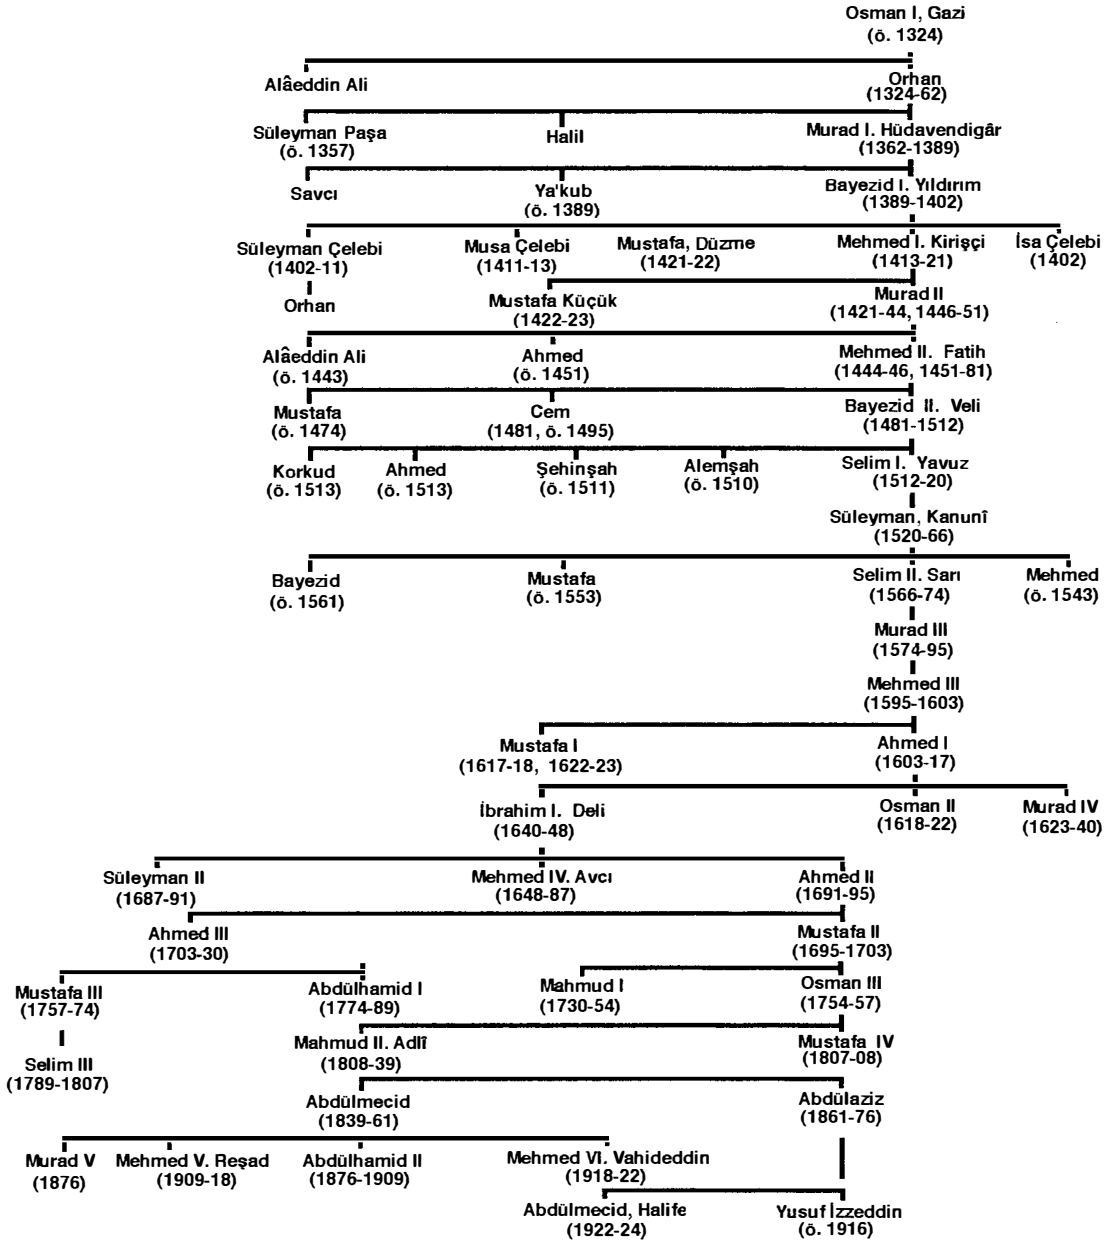 Osman I, Gazi
(ö. 1324)
Alâeddin Ali
Orhan
(1324-62)
Süleyman Paşa
(ö. 1357)
Halil
Murad I. Hüdavendigâr
(1362-1389)
Savcı
Ya'kub
(ö. 1389)
Bayezid I. Yıldırım
(1389-1402)
Süleyman Çelebi
(1402-11)
Musa Çelebi
(1411-13)
Mustafa, Düzme
(1421-22)
Mehmed I. Kirişçi
(1413-21)
İsa Çelebi
(1402)
Orhan
Mustafa Küçük
(1422-23)
Murad II
(1421-44, 1446-51)
Alâeddin Ali
(ö. 1443)
Ahmed
(ö. 1451)
Mehmed II. Fatih
(1444-46, 1451-81)
Mustafa
(ö. 1474)
Cem
(1481, ö. 1495)
Bayezid II. Veli
(1481-1512)
Korkud
(ö. 1513)
Ahmed
(ö. 1513)
Şehinşah
(ö. 1511)
Alemşah
(ö. 1510)
Selim I. Yavuz
(1512-20)
Süleyman, Kanunî
(1520-66)
Bayezid
(ö. 1561)
Mustafa
(ö. 1553)
Selim II. Sarı
(1566-74)
Mehmed
(ö. 1543)
Murad III
(1574-95)
Mehmed III
(1595-1603)
Mustafa I
(1617-18, 1622-23)
Ahmed I
(1603-17)
İbrahim I. Deli
(1640-48)
Osman II
(1618-22)
Murad IV
(1623-40)
Süleyman II
(1687-91)
Mehmed IV. Avcı
(1648-87)
Ahmed II
(1691-95)
Ahmed III
(1703-30)
Mustafa II
(1695-1703)
Mustafa III
(1757-74)
Abdülhamid I
(1774-89)
Mahmud I
(1730-54)
Osman III
(1754-57)
Selim III
(1789-1807)
Mahmud II. Adlî
(1808-39)
Mustafa IV
(1807-08)
Abdülmecid
(1839-61)
Abdülaziz
(1861-76)
Murad V
(1876)
Mehmed V. Reşad
(1909-18)
Abdülhamid II
(1876-1909)
Mehmed VI. Vahideddin
(1918-22)
Abdülmecid, Halife
(1922-24)
Yusuf İzzeddin
(ö. 1916)